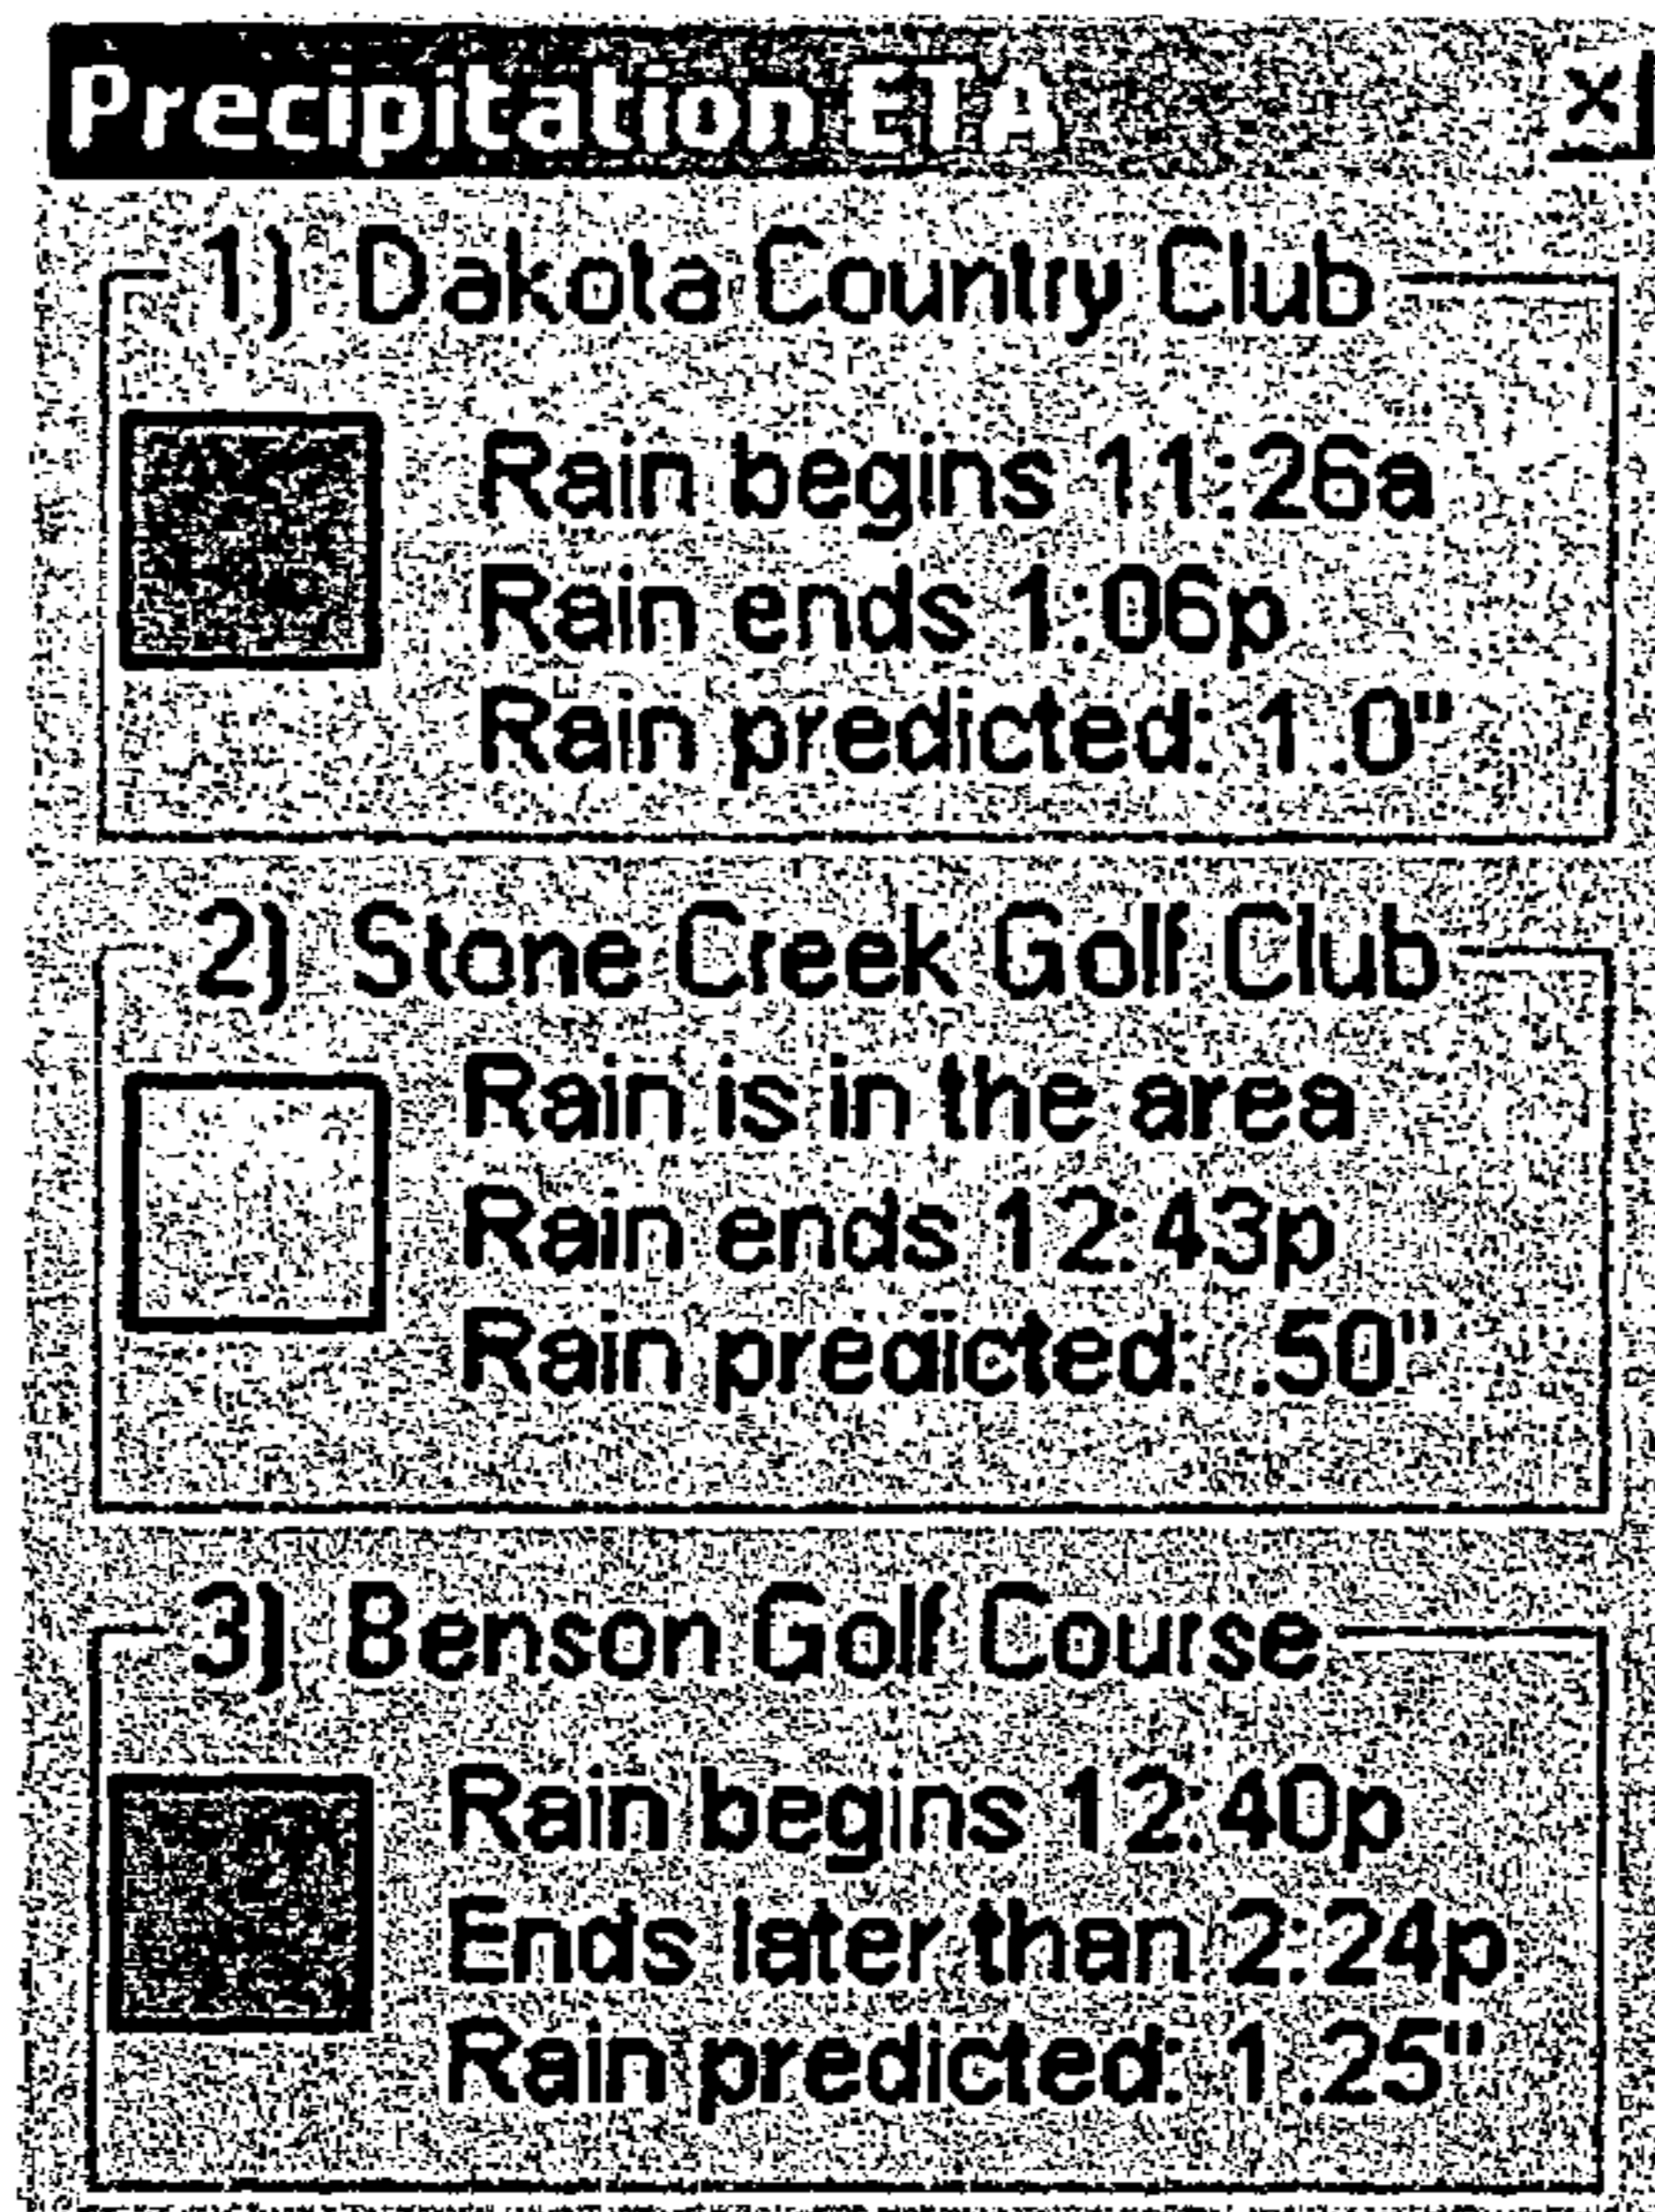 Precipitation ETA
1) Dakota Country Club
Rain begins 11:26a
Rain ends 1:06p
Rain predicted: 1.0"
2) Stone Creek Golf Club
Rain is in the area
Rain ends 12:43p
Rain predicted: .50"
3) Benson Golf Course
Rain begins 12:40p
Ends later than 2:24p
Rain predicted: 1.25"